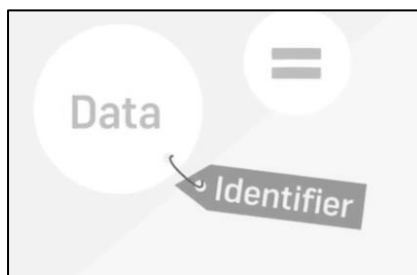 Data
=
Identifier